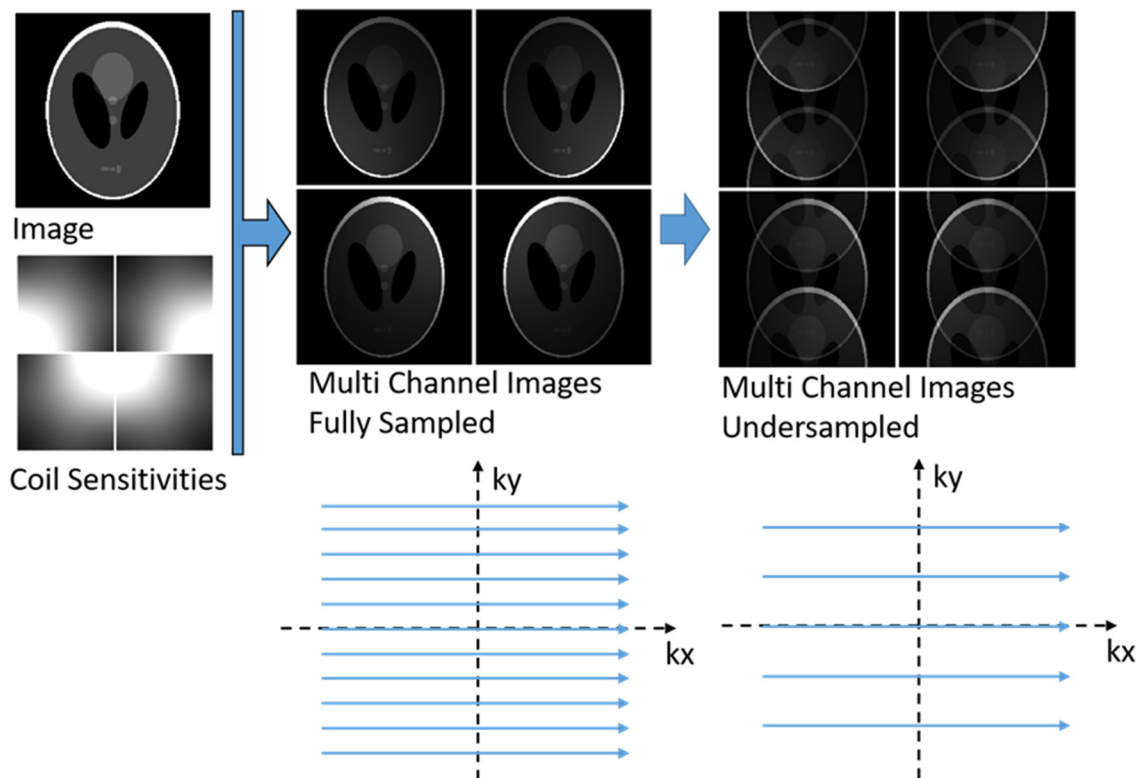 Image
Coil Sensitivities
Multi Channel Images
Fully Sampled
Multi Channel Images
Undersampled
ky
kx
ky
kx